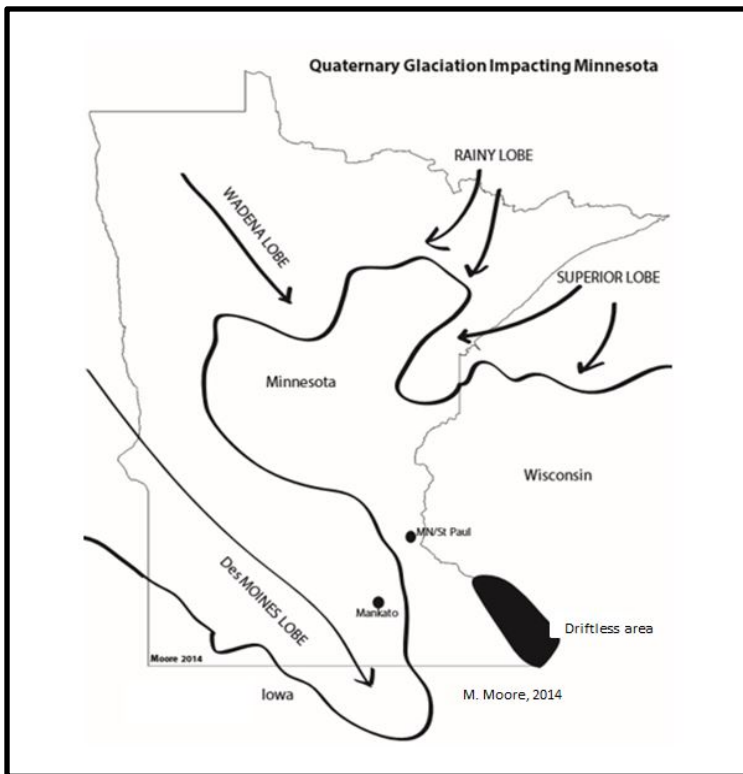 Quaternary Glaciation Impacting Minnesota
RAINY LOBE
WADENA LOBE
SUPERIOR LOBE
Minnesota
Wisconsin
MN/St Paul
Des MOINES LOBE
Mankato
Driftless area
Moore 2014
Iowa
M. Moore, 2014